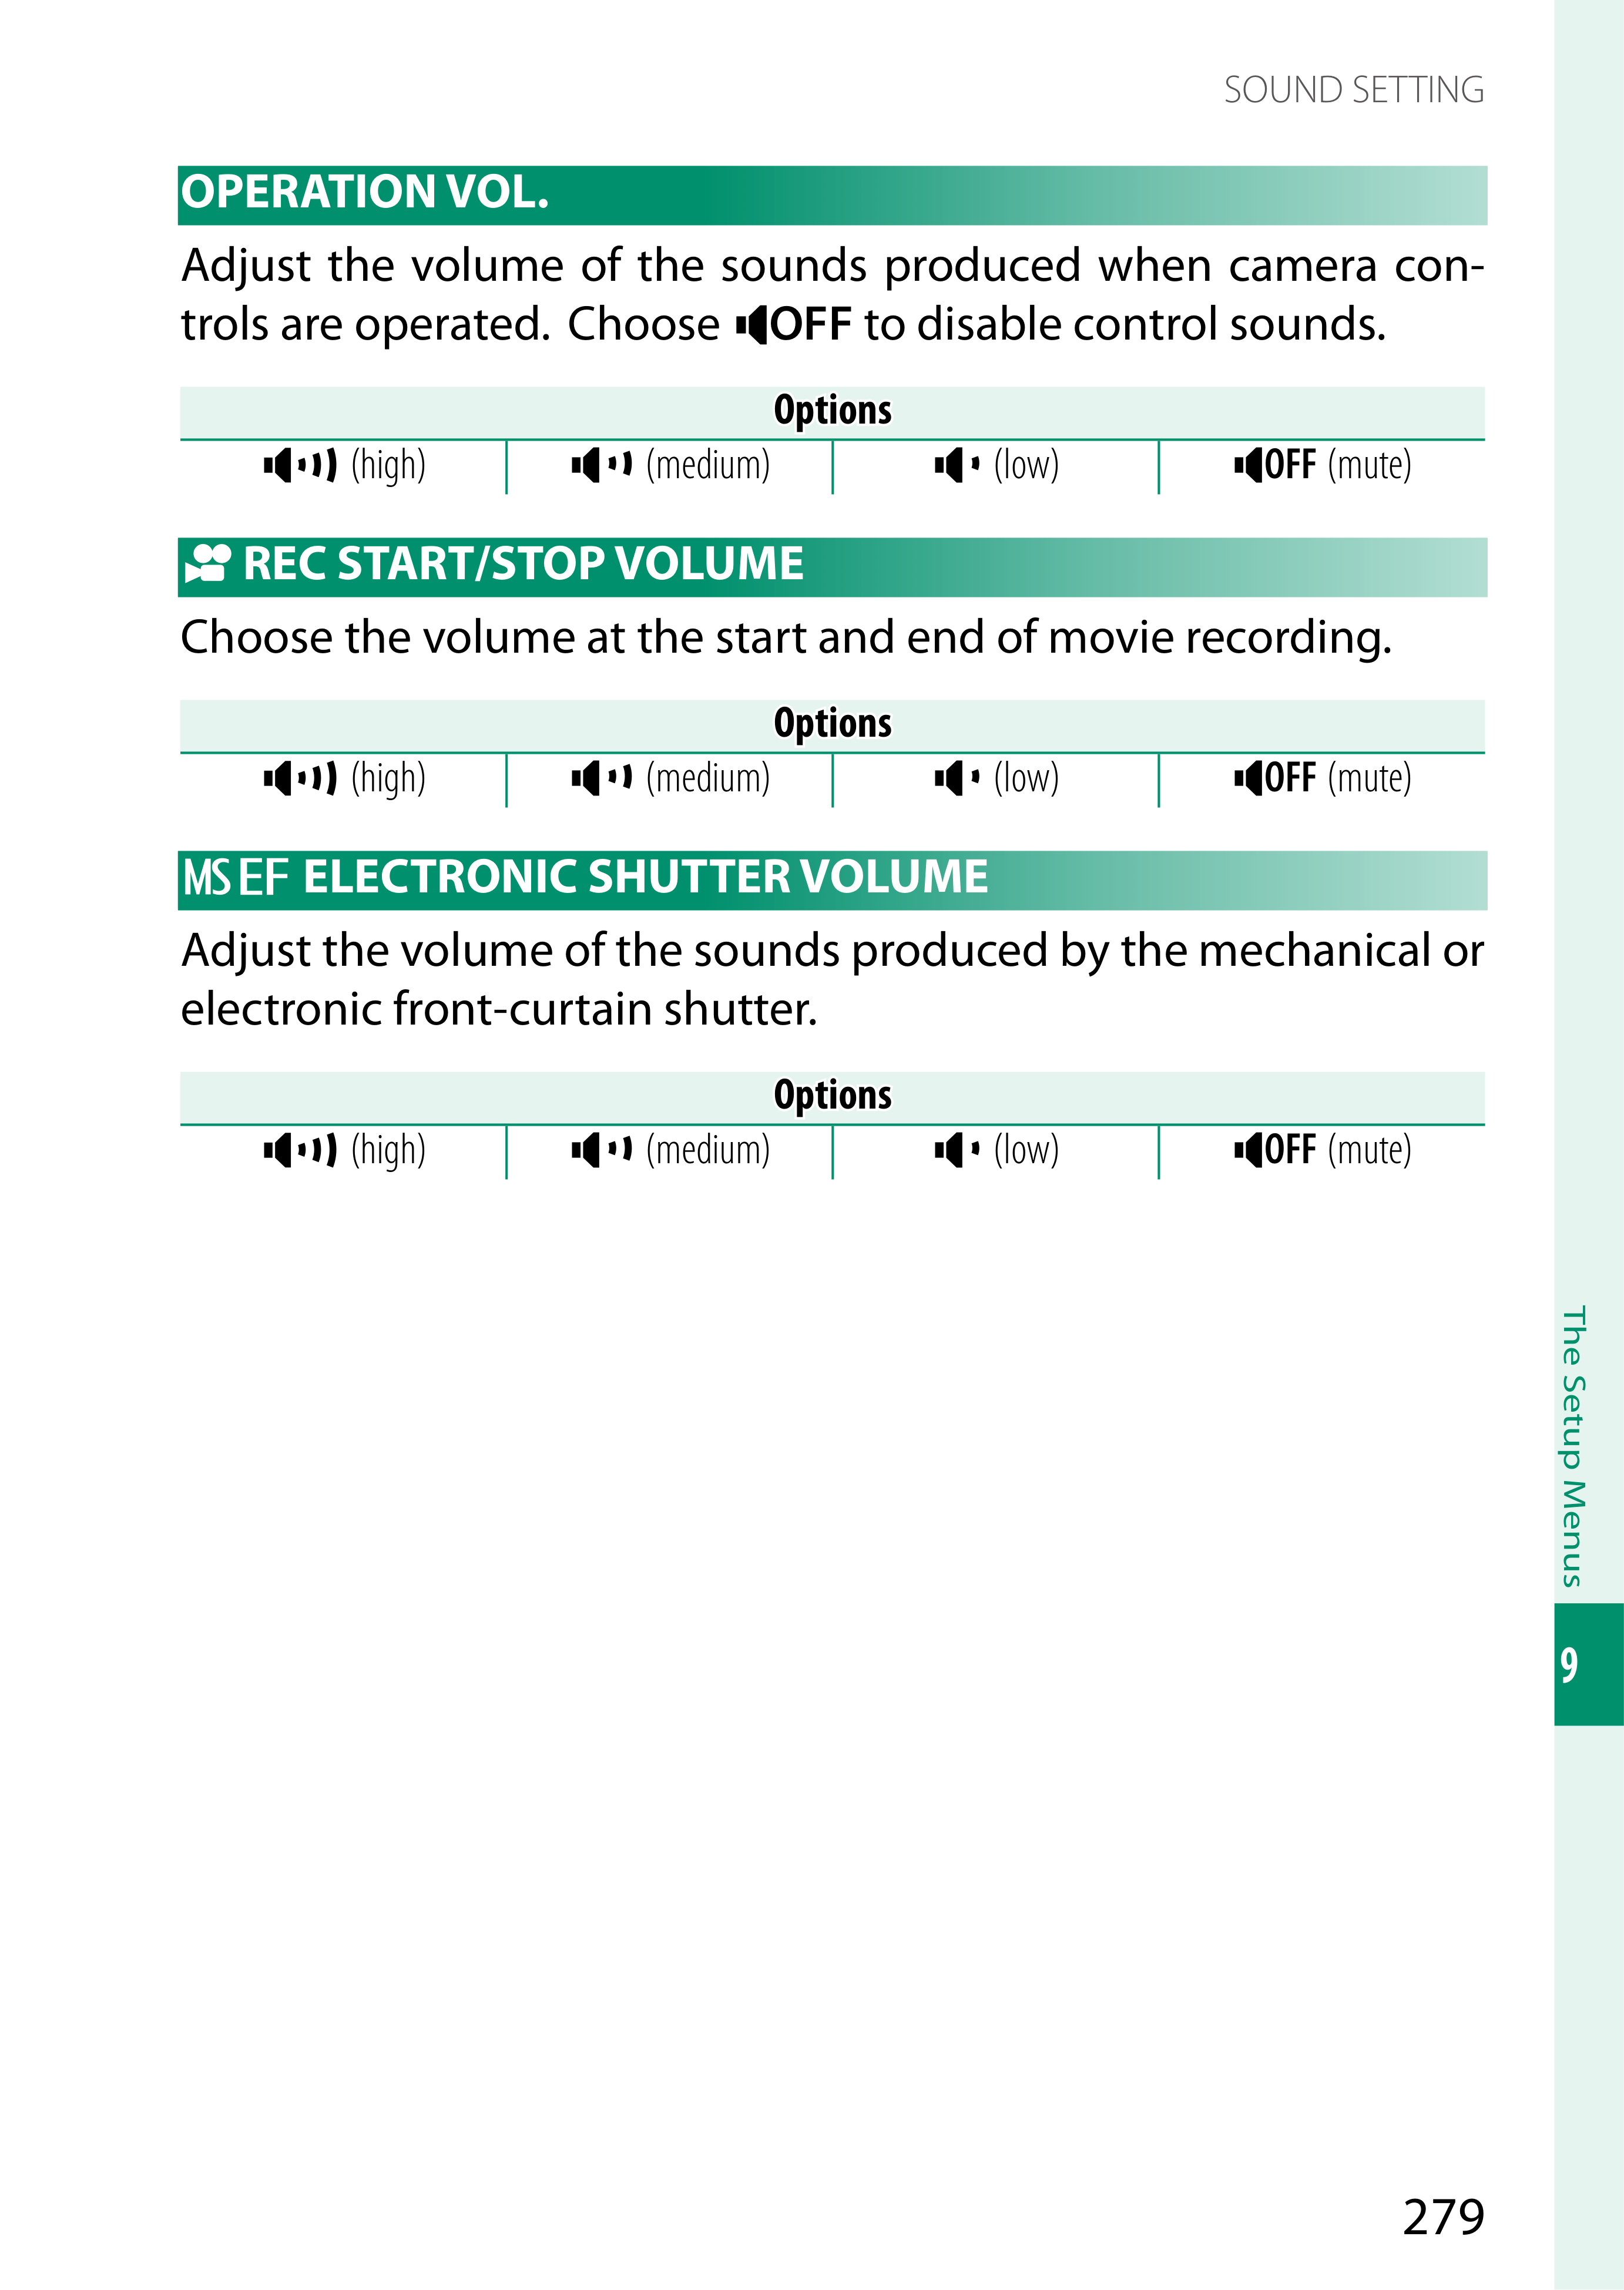 SOUND SETTING
OPERATION VOL.
Adjust the volume of the sounds produced when camera con-
trols are operated. Choose OFF to disable control sounds.
Options
(high) (medium) (low) OFF (mute)
REC START/STOP VOLUME
Choose the volume at the start and end of movie recording.
Options
(high) (medium) (low) OFF (mute)
MS EF ELECTRONIC SHUTTER VOLUME
Adjust the volume of the sounds produced by the mechanical or
electronic front-curtain shutter.
Options
(high) (medium) (low) OFF (mute)
The Setup Menus
9
279